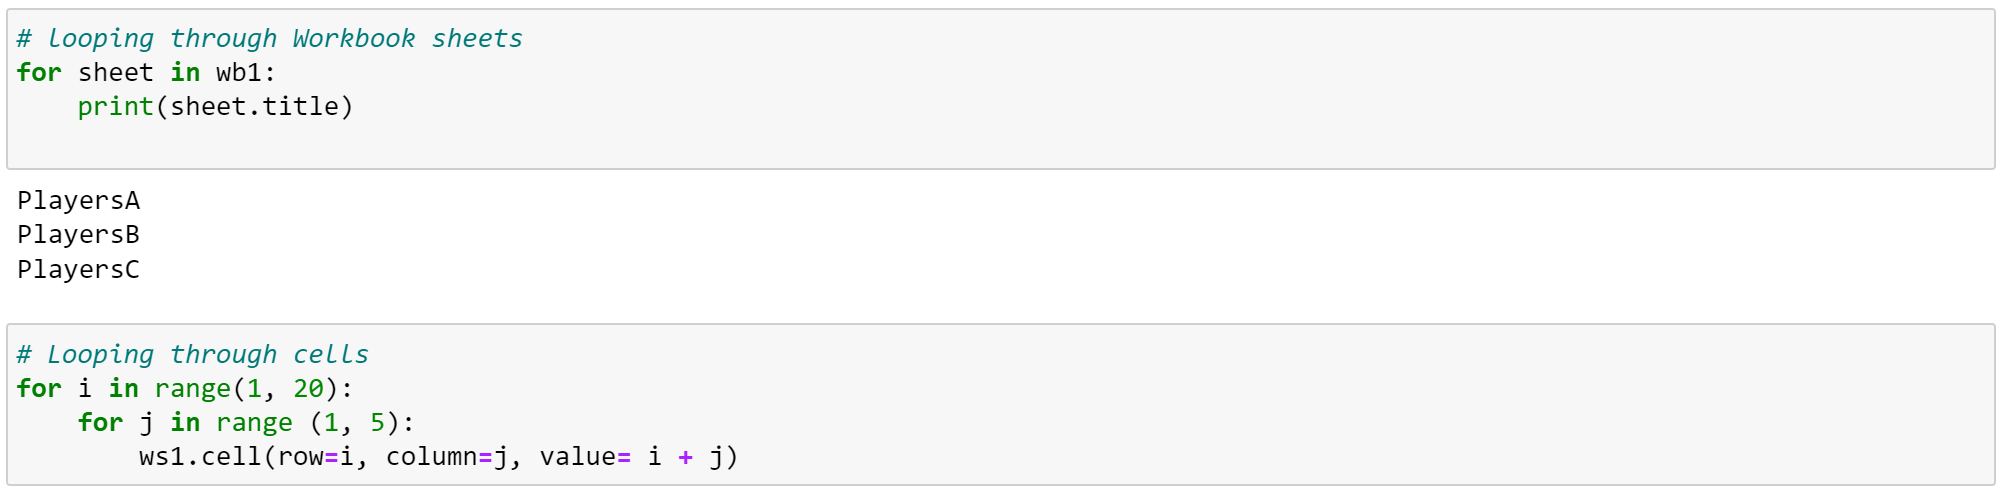 # looping through Workbook sheets
for sheet in wb1:
    print(sheet.title)
PlayersA
PlayersB
PlayersC
# Looping through cells
for i in range(1, 20):
    for j in range (1, 5):
        ws1.cell(row=i, column=j, value= i + j)